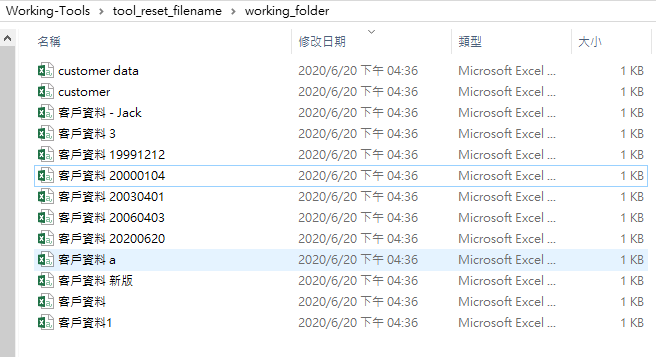 Working-Tools › tool_reset_filename › working_folder
名稱 修改日期 類型 大小
customer data 2020/6/20 下午 04:36 Microsoft Excel ... 1 KB
customer 2020/6/20 下午 04:36 Microsoft Excel ... 1 KB
客戶資料 - Jack 2020/6/20 下午 04:36 Microsoft Excel ... 1 KB
客戶資料 3 2020/6/20 下午 04:36 Microsoft Excel ... 1 KB
客戶資料 19991212 2020/6/20 下午 04:36 Microsoft Excel ... 1 KB
客戶資料 20000104 2020/6/20 下午 04:36 Microsoft Excel ... 1 KB
客戶資料 20030401 2020/6/20 下午 04:36 Microsoft Excel ... 1 KB
客戶資料 20060403 2020/6/20 下午 04:36 Microsoft Excel ... 1 KB
客戶資料 20200620 2020/6/20 下午 04:36 Microsoft Excel ... 1 KB
客戶資料 a 2020/6/20 下午 04:36 Microsoft Excel ... 1 KB
客戶資料 新版 2020/6/20 下午 04:36 Microsoft Excel ... 1 KB
客戶資料 2020/6/20 下午 04:36 Microsoft Excel ... 1 KB
客戶資料1 2020/6/20 下午 04:36 Microsoft Excel ... 1 KB